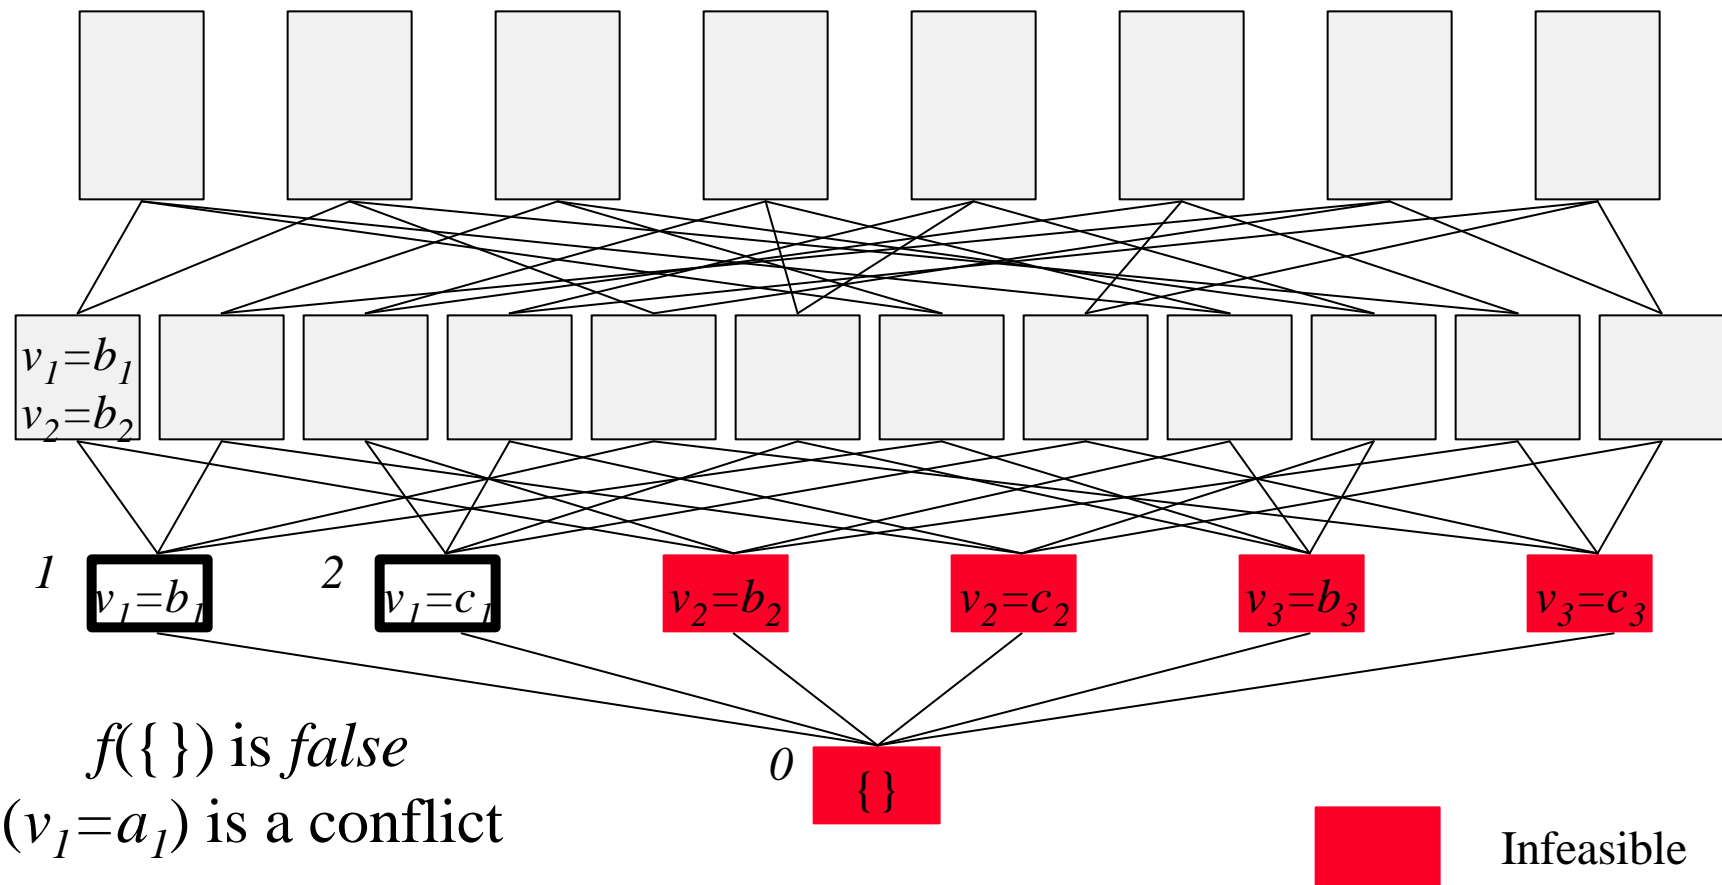 v₁=b₁
v₂=b₂
1
v₁=b₁
2
v₁=c₁
v₂=b₂
v₂=c₂
v₃=b₃
v₃=c₃
f({}) is false
(v₁=a₁) is a conflict
0
{}
Infeasible